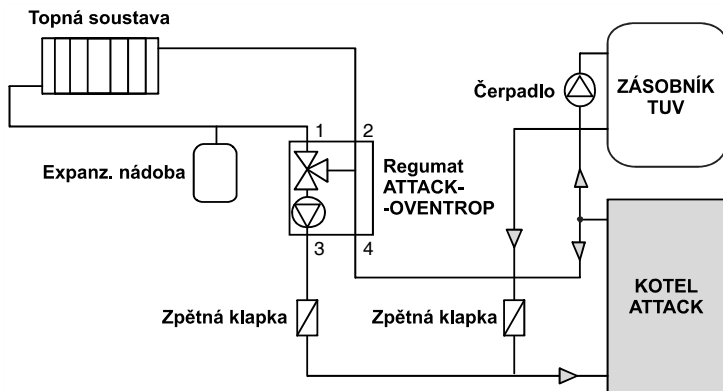 Topná soustava
Čerpadlo
ZÁSOBNÍK
TUV
1
2
Expanz. nádoba
Regumat
ATTACK-
-OVENTROP
3
4
Zpětná klapka
Zpětná klapka
KOTEL
ATTACK